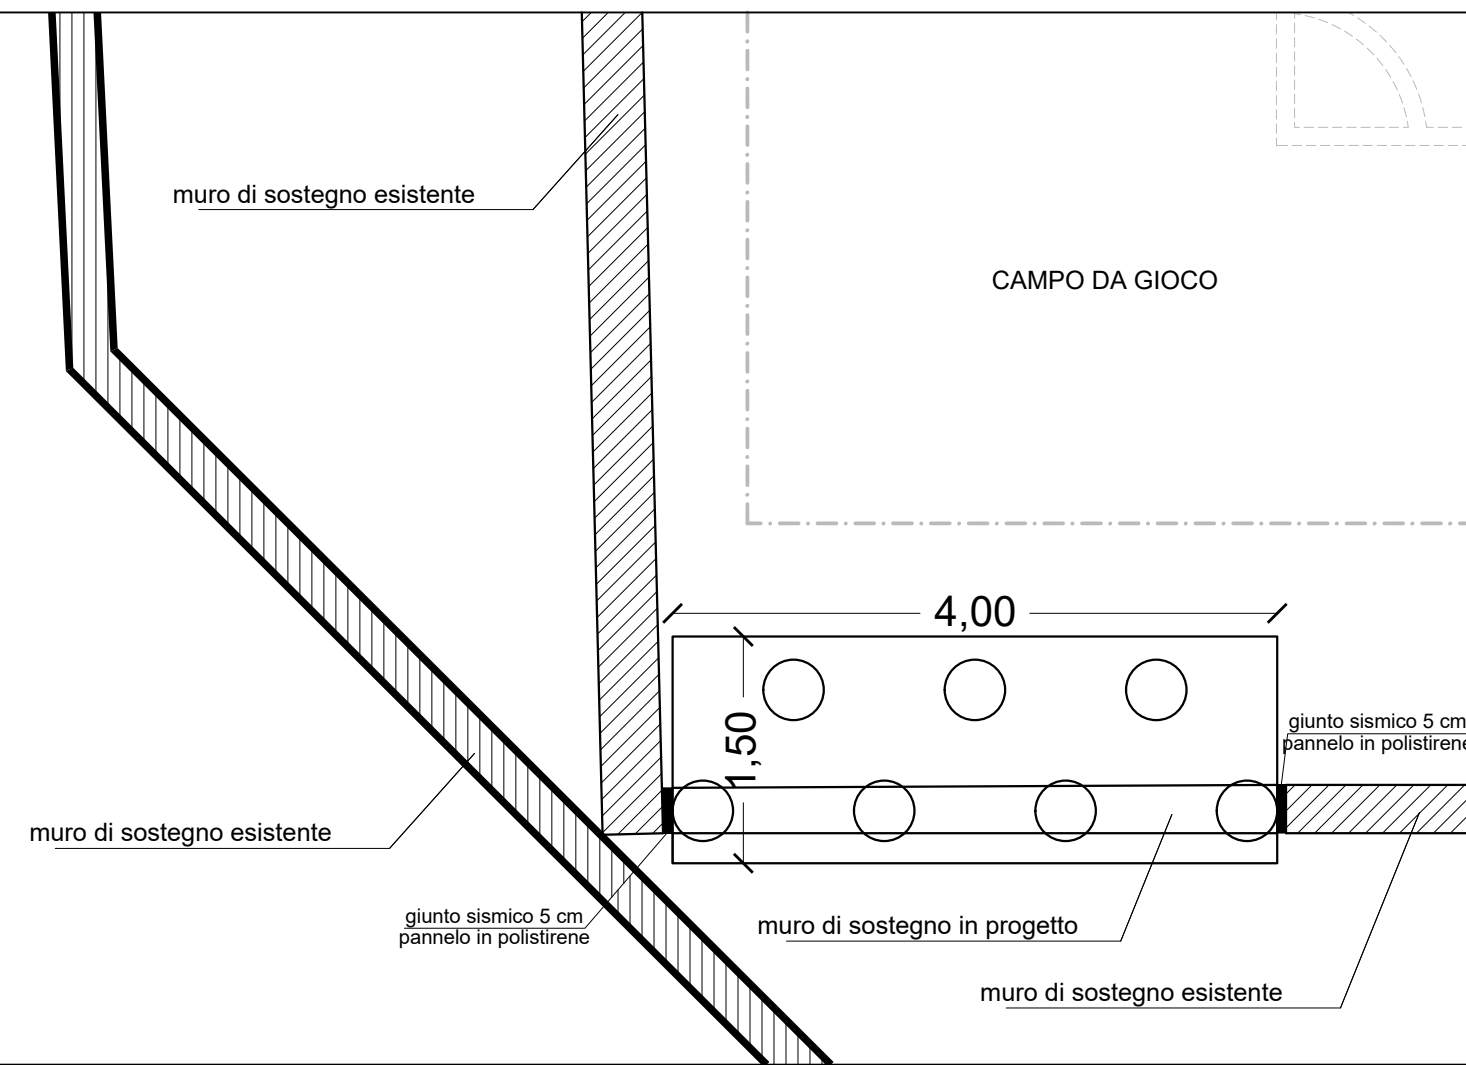 muro di sostegno esistente
CAMPO DA GIOCO
4,00
1,50
giunto sismico 5 cm
pannelo in polistirene
muro di sostegno esistente
giunto sismico 5 cm
pannelo in polistirene
muro di sostegno in progetto
muro di sostegno esistente